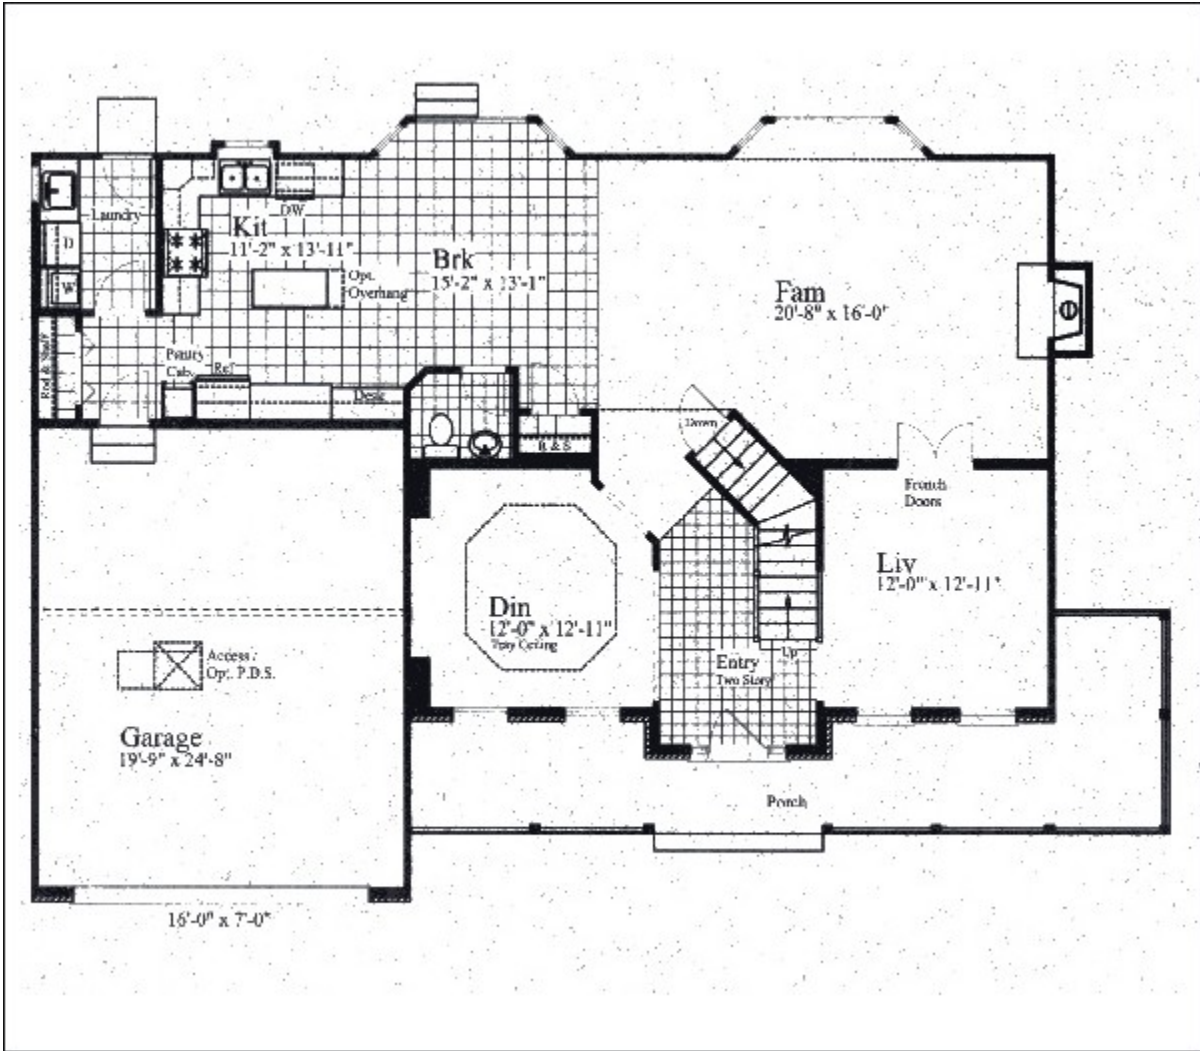 Laundry
D
W
Rod & Shelf
Kit
11'-2" x 13'-11"
DW
Opt.
Overhang
Brk
15'-2" x 13'-1"
Pantry
Cab.
Ref
Desk
R & S
Fam
20'-8" x 16'-0"
Down
French
Doors
Liv
12'-0" x 12'-11"
Din
12'-0" x 12'-11"
Tray Ceiling
Up
Entry
Two Story
Access /
Opt. P.D.S.
Garage
19'-9" x 24'-8"
Porch
16'-0" x 7'-0"